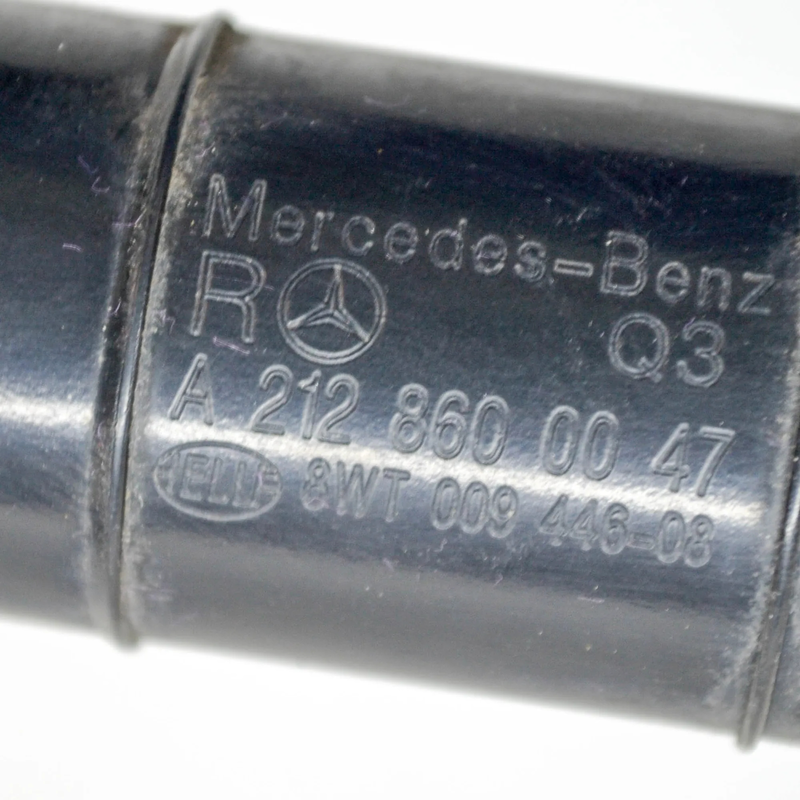 Mercedes-Benz
R Q3
A 212 860 00 47
HELLA 8WT 009 446-08